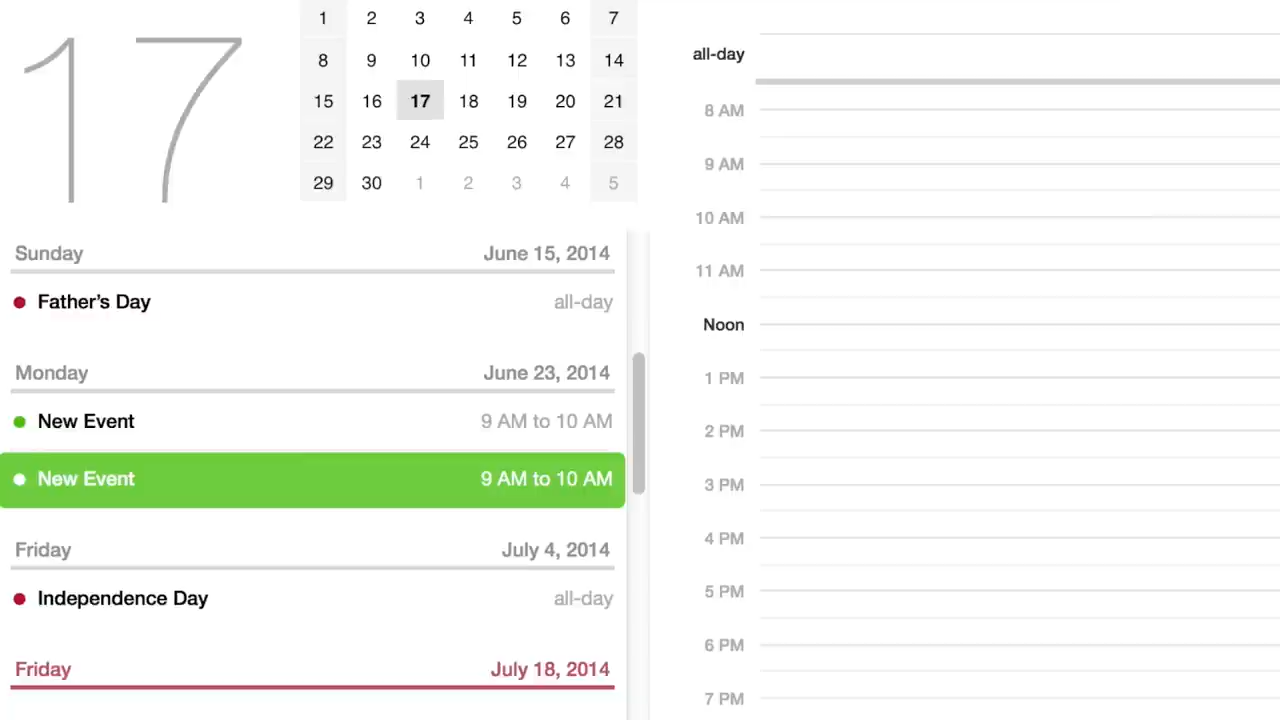 17
1 2 3 4 5 6 7
8 9 10 11 12 13 14
15 16 17 18 19 20 21
22 23 24 25 26 27 28
29 30 1 2 3 4 5
Sunday June 15, 2014
Father's Day all-day
Monday June 23, 2014
New Event 9 AM to 10 AM
New Event 9 AM to 10 AM
Friday July 4, 2014
Independence Day all-day
Friday July 18, 2014
all-day
8 AM
9 AM
10 AM
11 AM
Noon
1 PM
2 PM
3 PM
4 PM
5 PM
6 PM
7 PM